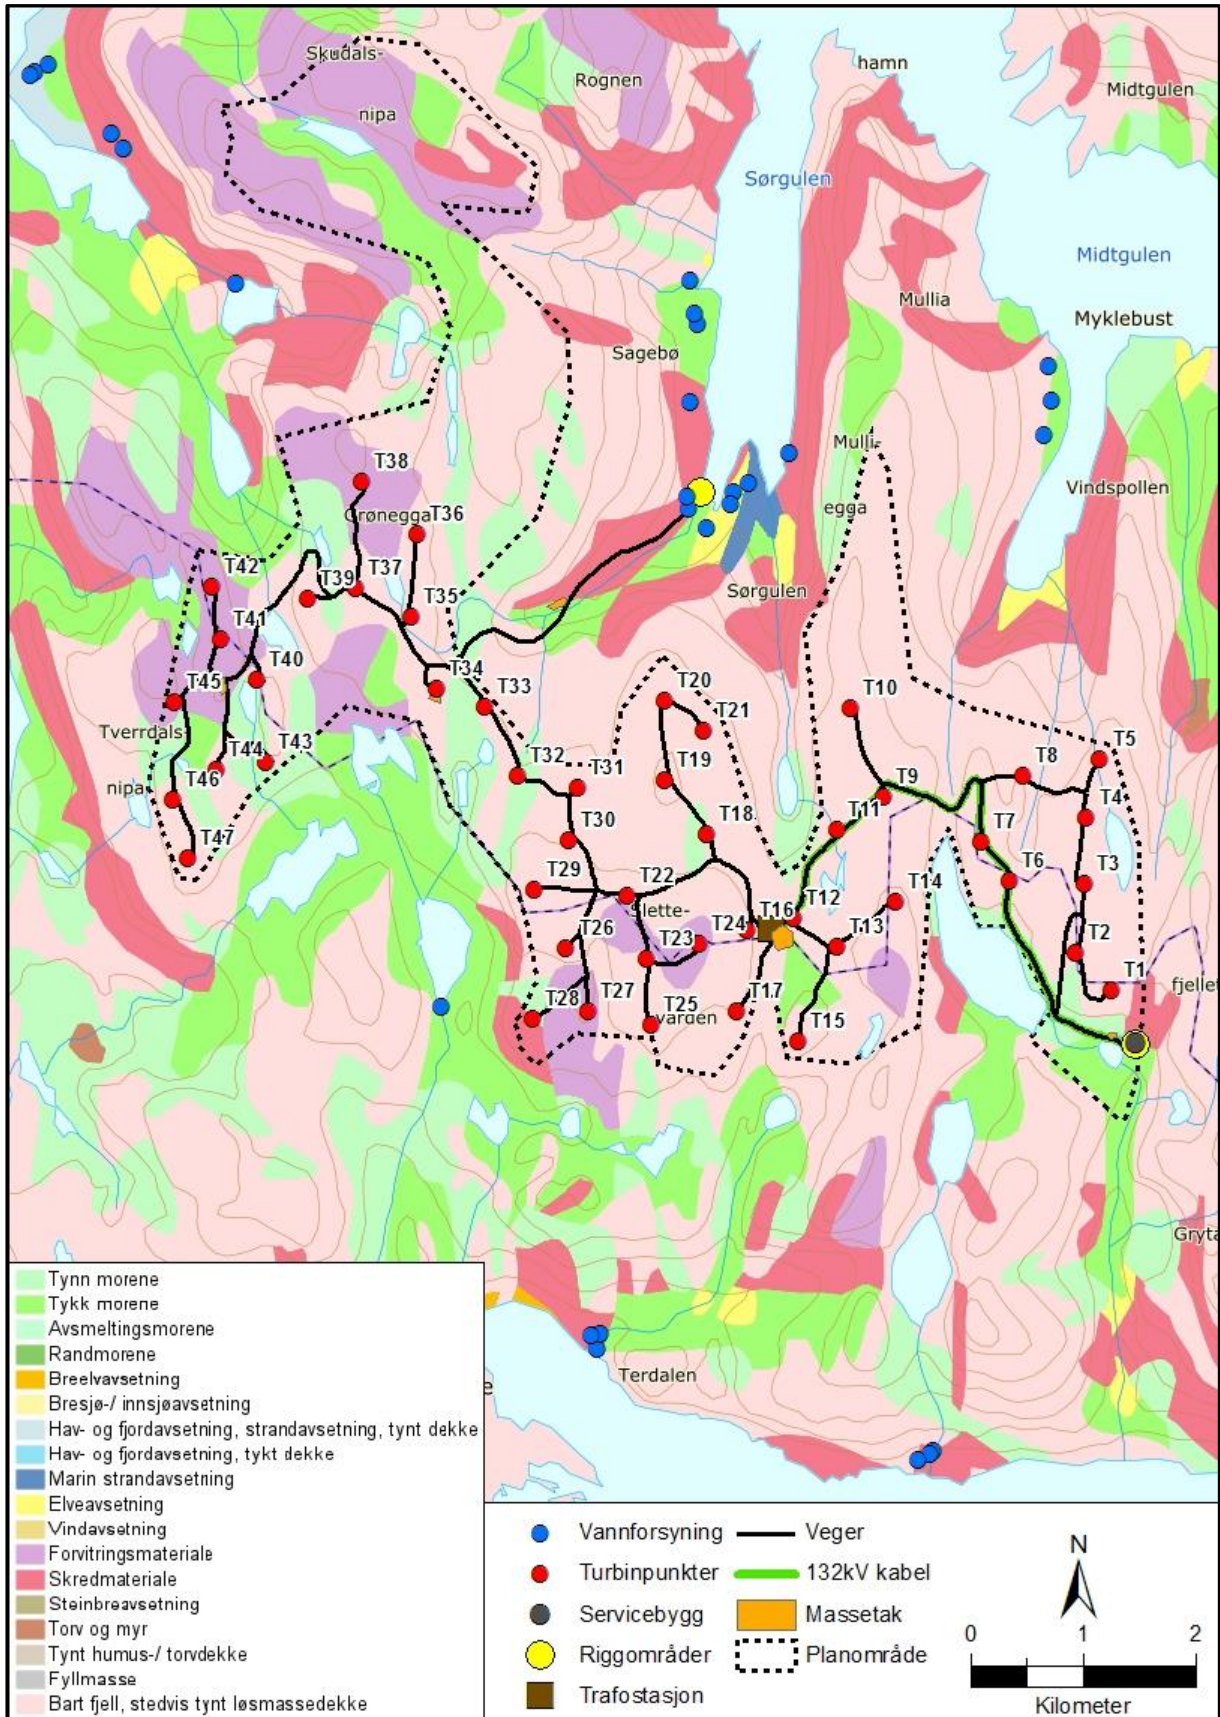 Skudals-
nipa
Rognen
hamn
Midtgulen
Sørgulen
Midtgulen
Mullia
Myklebust
Sagebø
Mulli-
egga
Vindspollen
Sørgulen
T38
Grønegga
T36
T42
T39
T37
T35
T41
T40
T34
T33
T45
Tverrdals-
nipa
T44
T43
T46
T47
T32
T31
T30
T29
T20
T21
T19
T18
T10
T9
T8
T5
T4
T11
T7
T6
T3
T22
Slette-
T16
T12
T14
T26
T23
T24
T13
T2
T1
T28
T27
T25
varden
T17
T15
fjellet
Gryta
Terdalen
e
Tynn morene
Tykk morene
Avsmeltingsmorene
Randmorene
Breelvavsetning
Bresjø-/ innsjøavsetning
Hav- og fjordavsetning, strandavsetning, tynt dekke
Hav- og fjordavsetning, tykt dekke
Marin strandavsetning
Elveavsetning
Vindavsetning
Forvitringsmateriale
Skredmateriale
Steinbreavsetning
Torv og myr
Tynt humus-/ torvdekke
Fyllmasse
Bart fjell, stedvis tynt løsmassedekke
Vannforsyning
Turbinpunkter
Servicebygg
Riggområder
Trafostasjon
Veger
132kV kabel
Massetak
Planområde
N
0 1 2
Kilometer